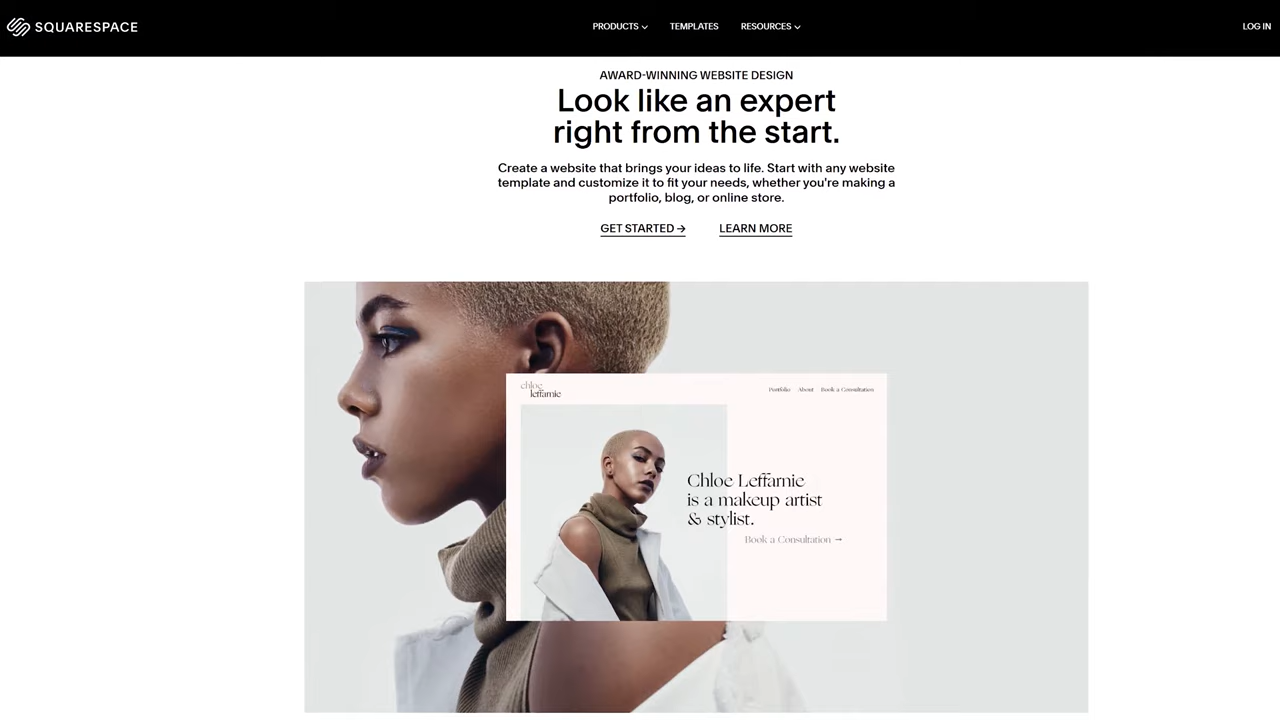 SQUARESPACE
PRODUCTS
TEMPLATES
RESOURCES
LOG IN
AWARD-WINNING WEBSITE DESIGN
Look like an expert
right from the start.
Create a website that brings your ideas to life. Start with any website
template and customize it to fit your needs, whether you're making a
portfolio, blog, or online store.
GET STARTED →
LEARN MORE
chloe
leffarnie
Portfolio
About
Book a Consultation
Chloe Leffarnie
is a makeup artist
& stylist.
Book a Consultation →